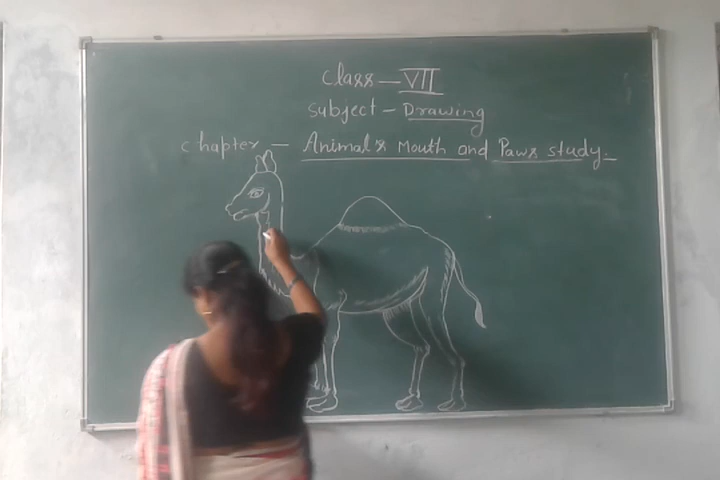 Class - VII
Subject - Drawing
Chapter - Animal's Mouth and Paws study.